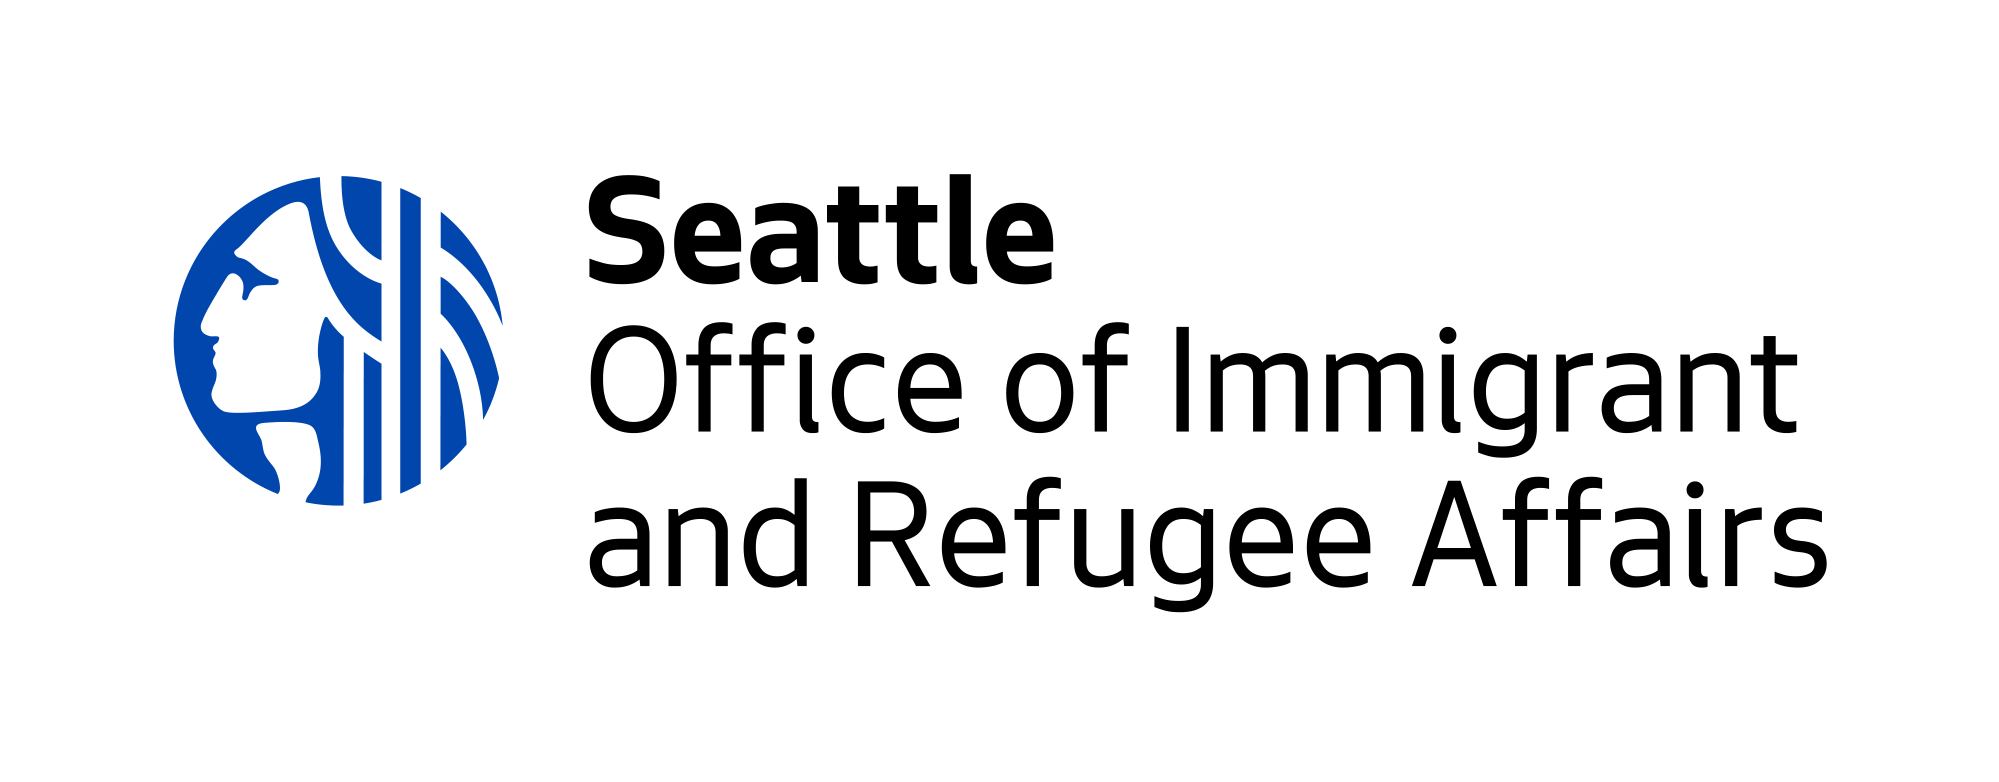 Seattle
Office of Immigrant
and Refugee Affairs